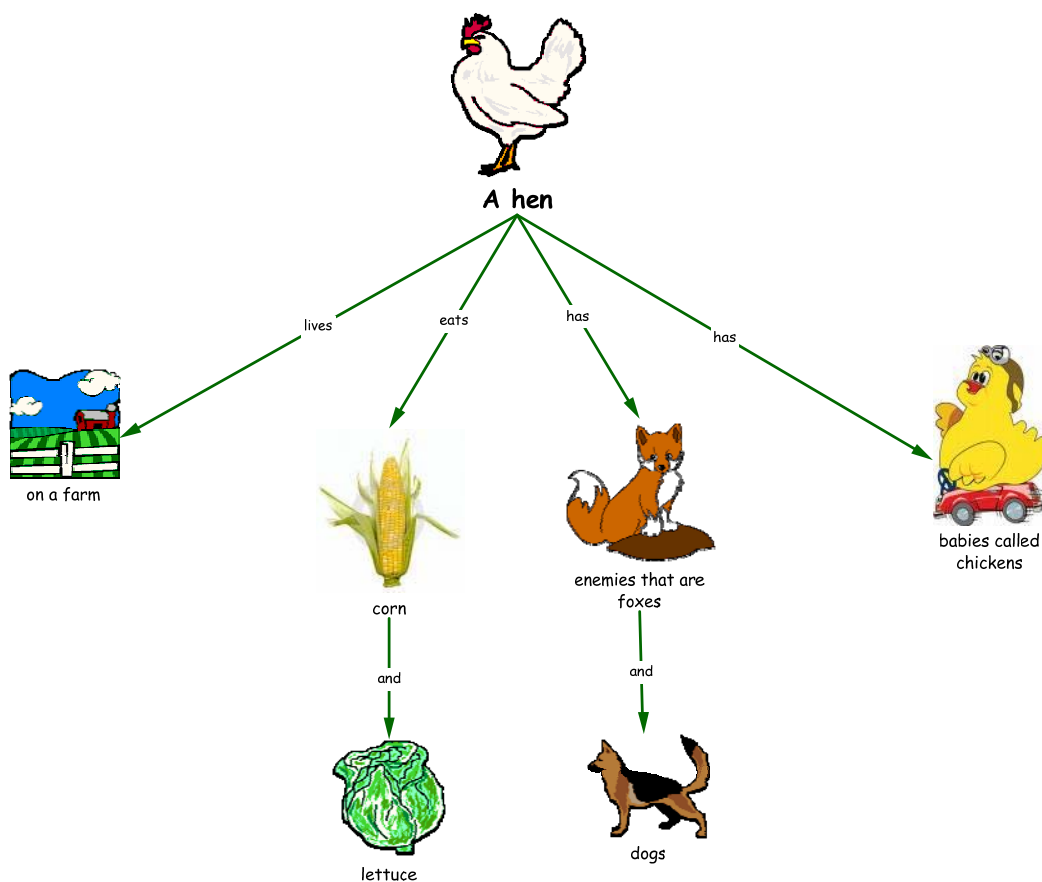 A hen
lives
eats
has
has
on a farm
corn
enemies that are
foxes
babies called
chickens
and
and
lettuce
dogs